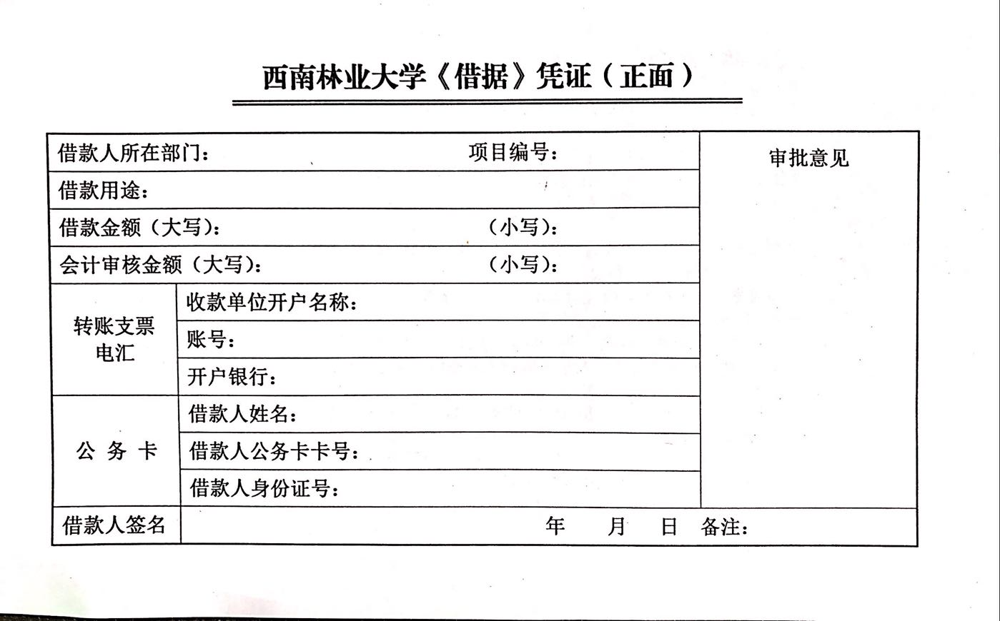 西南林业大学《借据》凭证（正面）
借款人所在部门： 项目编号： 审批意见
借款用途：
借款金额（大写）： （小写）：
会计审核金额（大写）： （小写）：
转账支票
电汇
收款单位开户名称：
账号：
开户银行：
公 务 卡
借款人姓名：
借款人公务卡卡号：
借款人身份证号：
借款人签名 年 月 日 备注：